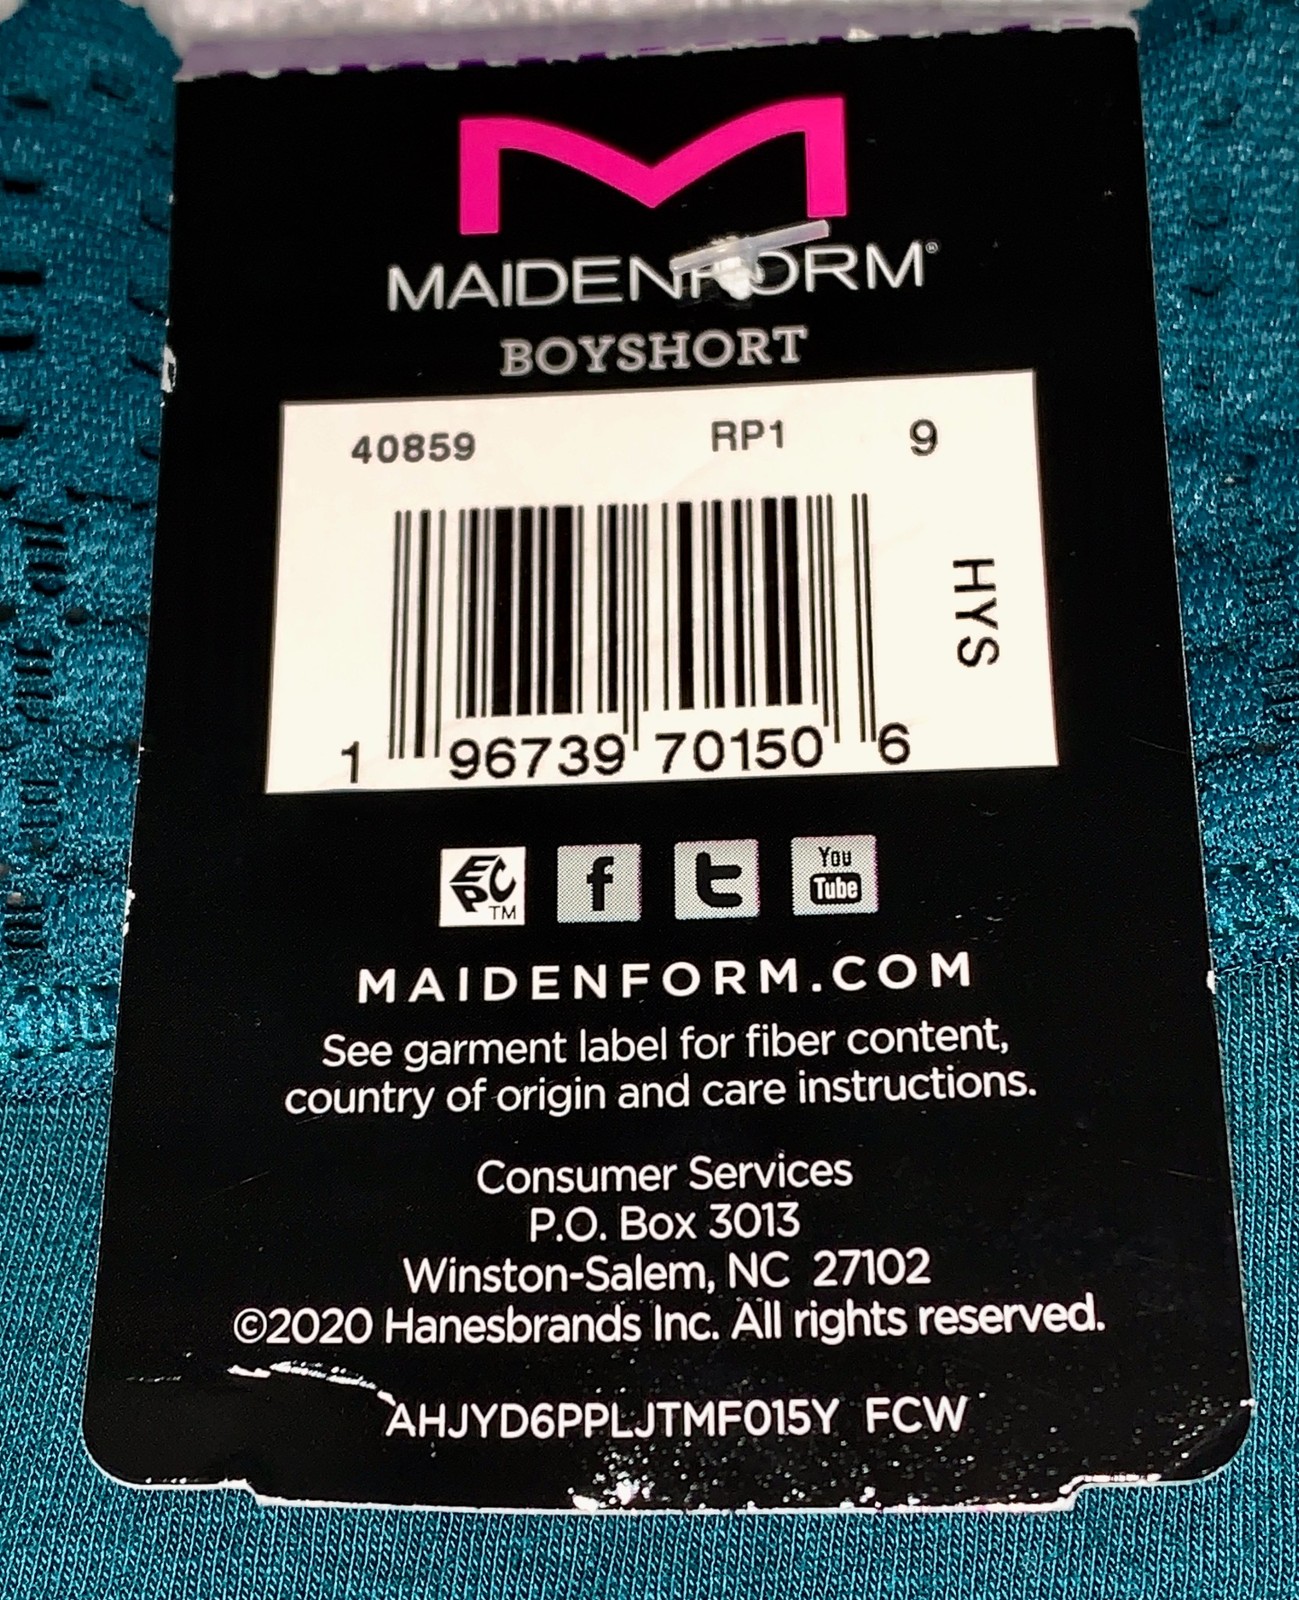 MAIDENFORM®
BOYSHORT
40859 RP1 9
HYS
1 96739 70150 6
EPC™ f t You Tube
MAIDENFORM.COM
See garment label for fiber content,
country of origin and care instructions.
Consumer Services
P.O. Box 3013
Winston-Salem, NC 27102
©2020 Hanesbrands Inc. All rights reserved.
AHJYD6PPLJTMF015Y FCW